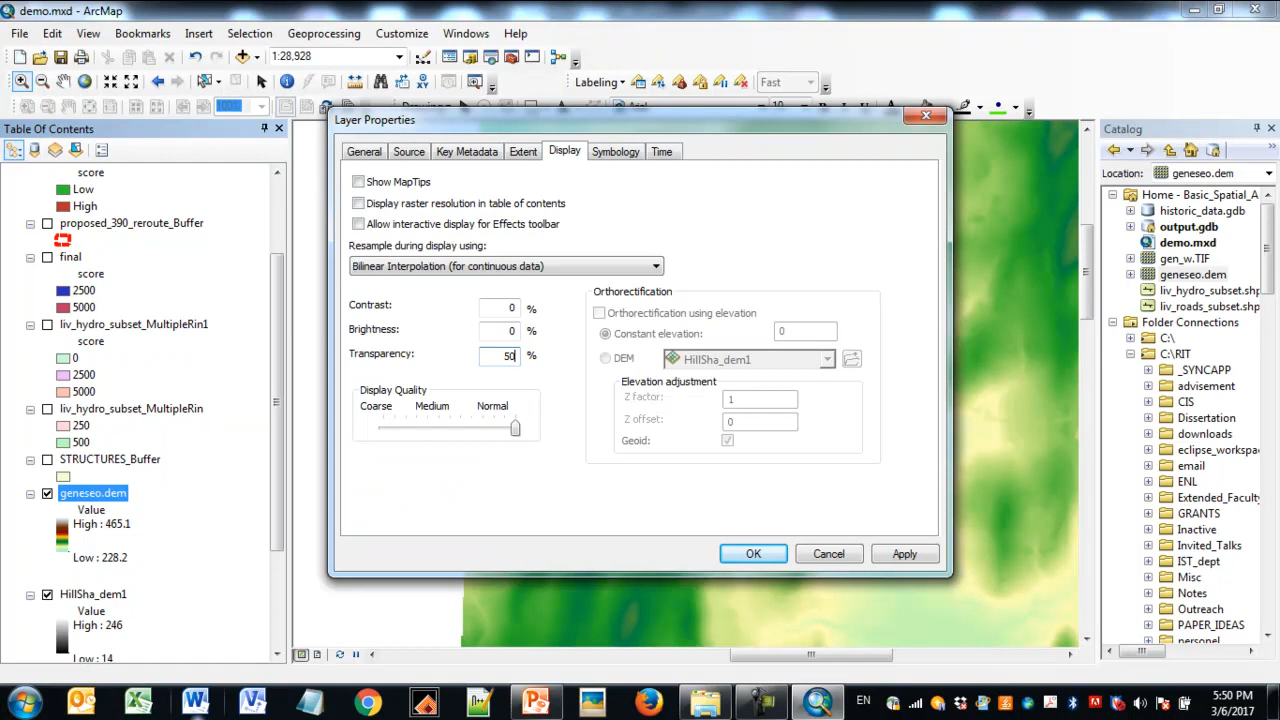 demo.mxd - ArcMap
File Edit View Bookmarks Insert Selection Geoprocessing Customize Windows Help
1:28,928
Labeling Fast
Table Of Contents
score
Low
High
proposed_390_reroute_Buffer
final
score
2500
5000
liv_hydro_subset_MultipleRin1
score
0
2500
5000
liv_hydro_subset_MultipleRin
250
500
STRUCTURES_Buffer
geneseo.dem
Value
High : 465.1
Low : 228.2
HillSha_dem1
Value
High : 246
Low : 14
Layer Properties
General Source Key Metadata Extent Display Symbology Time
Show MapTips
Display raster resolution in table of contents
Allow interactive display for Effects toolbar
Resample during display using:
Bilinear Interpolation (for continuous data)
Contrast: 0 %
Brightness: 0 %
Transparency: 50 %
Display Quality
Coarse Medium Normal
Orthorectification
Orthorectification using elevation
Constant elevation: 0
DEM HillSha_dem1
Elevation adjustment
Z factor: 1
Z offset: 0
Geoid:
OK Cancel Apply
Catalog
Location: geneseo.dem
Home - Basic_Spatial_A
historic_data.gdb
output.gdb
demo.mxd
gen_w.TIF
geneseo.dem
liv_hydro_subset.shp
liv_roads_subset.shp
Folder Connections
C:\
C:\RIT
_SYNCAPP
advisement
CIS
Dissertation
downloads
eclipse_workspa
email
ENL
Extended_Faculty
GRANTS
Inactive
Invited_Talks
IST_dept
Misc
Notes
Outreach
PAPER_IDEAS
personel
EN
5:50 PM
3/6/2017